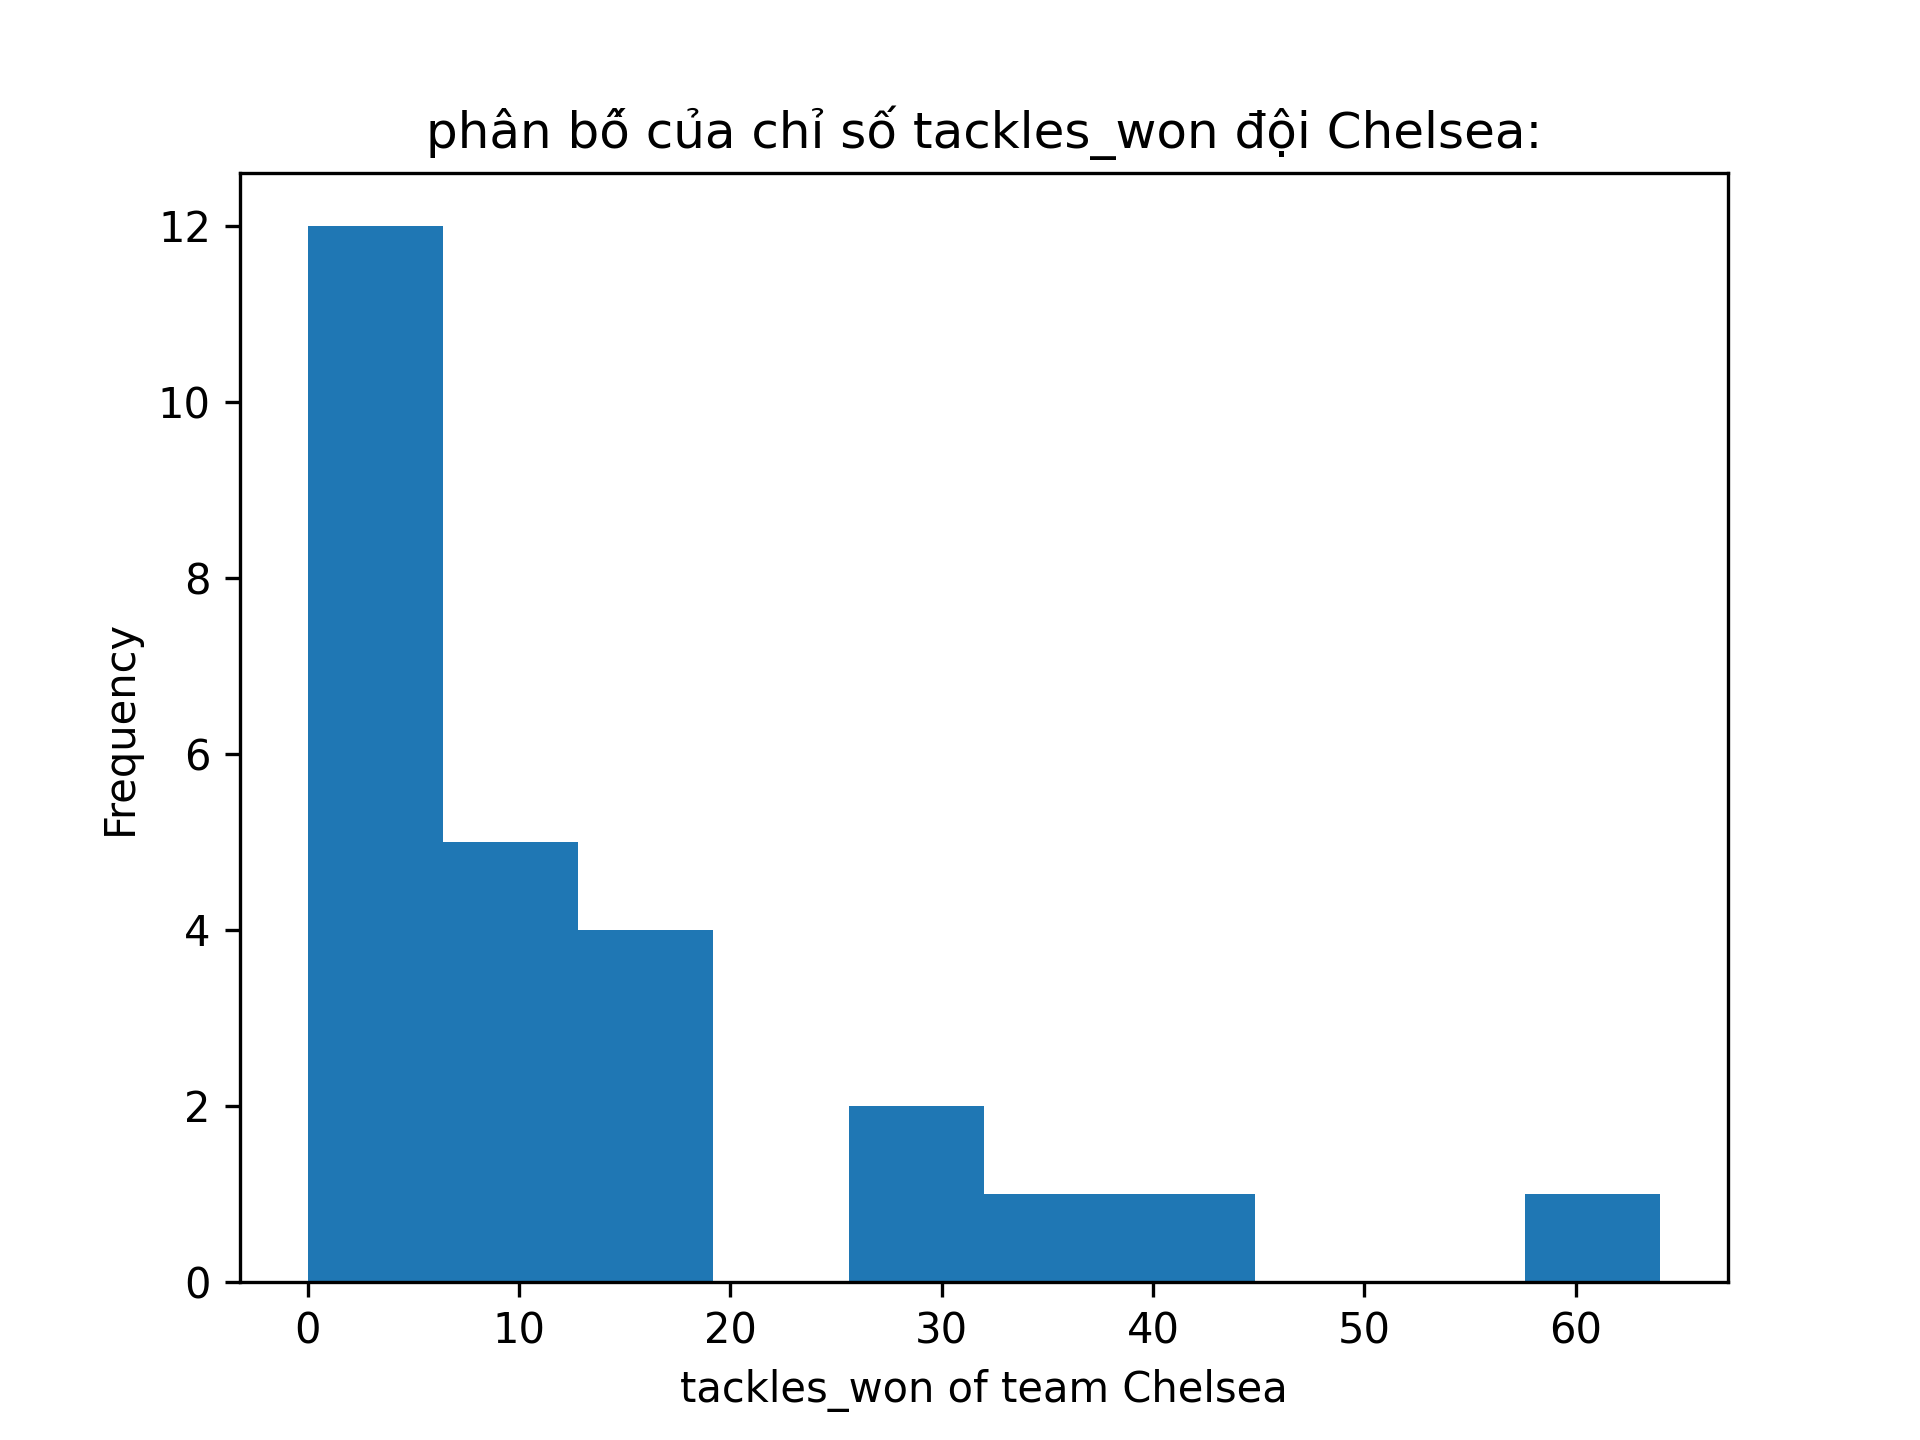 phân bố của chỉ số tackles_won đội Chelsea:
12
10
8
6
4
2
0
Frequency
0 10 20 30 40 50 60
tackles_won of team Chelsea